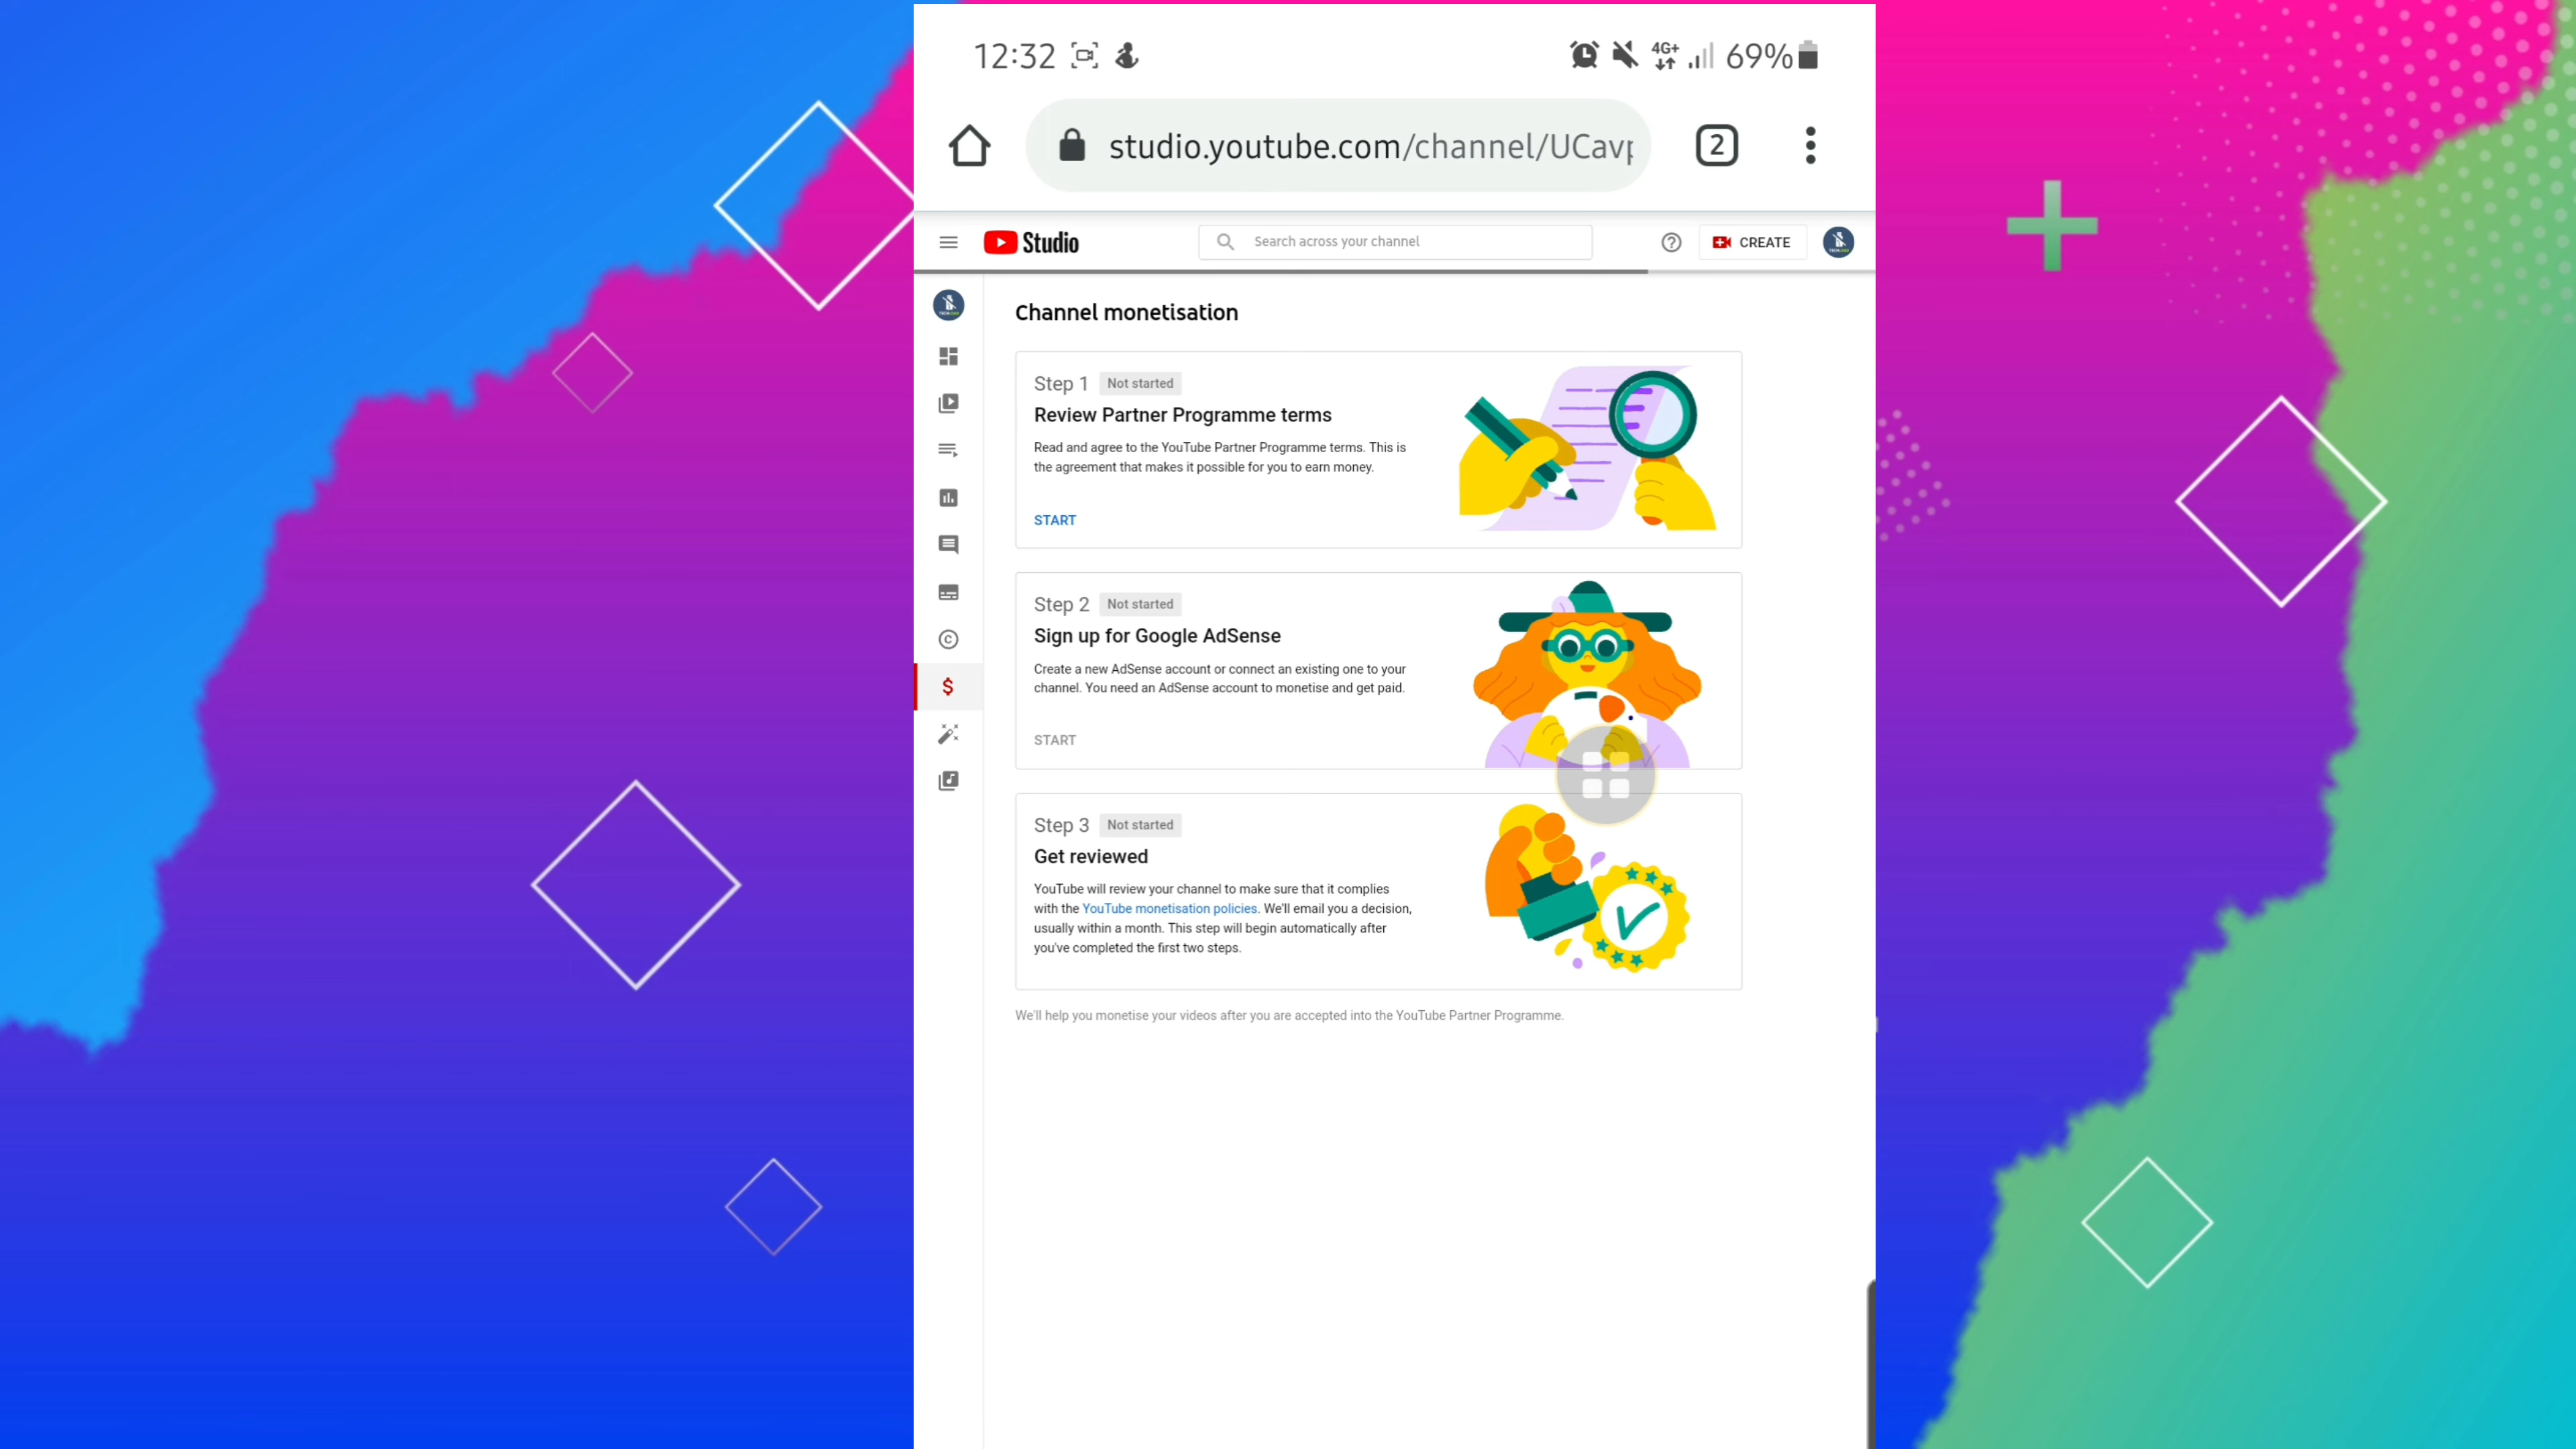 12:32
4G+ 69%
studio.youtube.com/channel/UCavp
2
Studio
Search across your channel
CREATE
Channel monetisation
Step 1 Not started
Review Partner Programme terms
Read and agree to the YouTube Partner Programme terms. This is
the agreement that makes it possible for you to earn money.
START
Step 2 Not started
Sign up for Google AdSense
Create a new AdSense account or connect an existing one to your
channel. You need an AdSense account to monetise and get paid.
START
Step 3 Not started
Get reviewed
YouTube will review your channel to make sure that it complies
with the YouTube monetisation policies. We'll email you a decision,
usually within a month. This step will begin automatically after
you've completed the first two steps.
We'll help you monetise your videos after you are accepted into the YouTube Partner Programme.